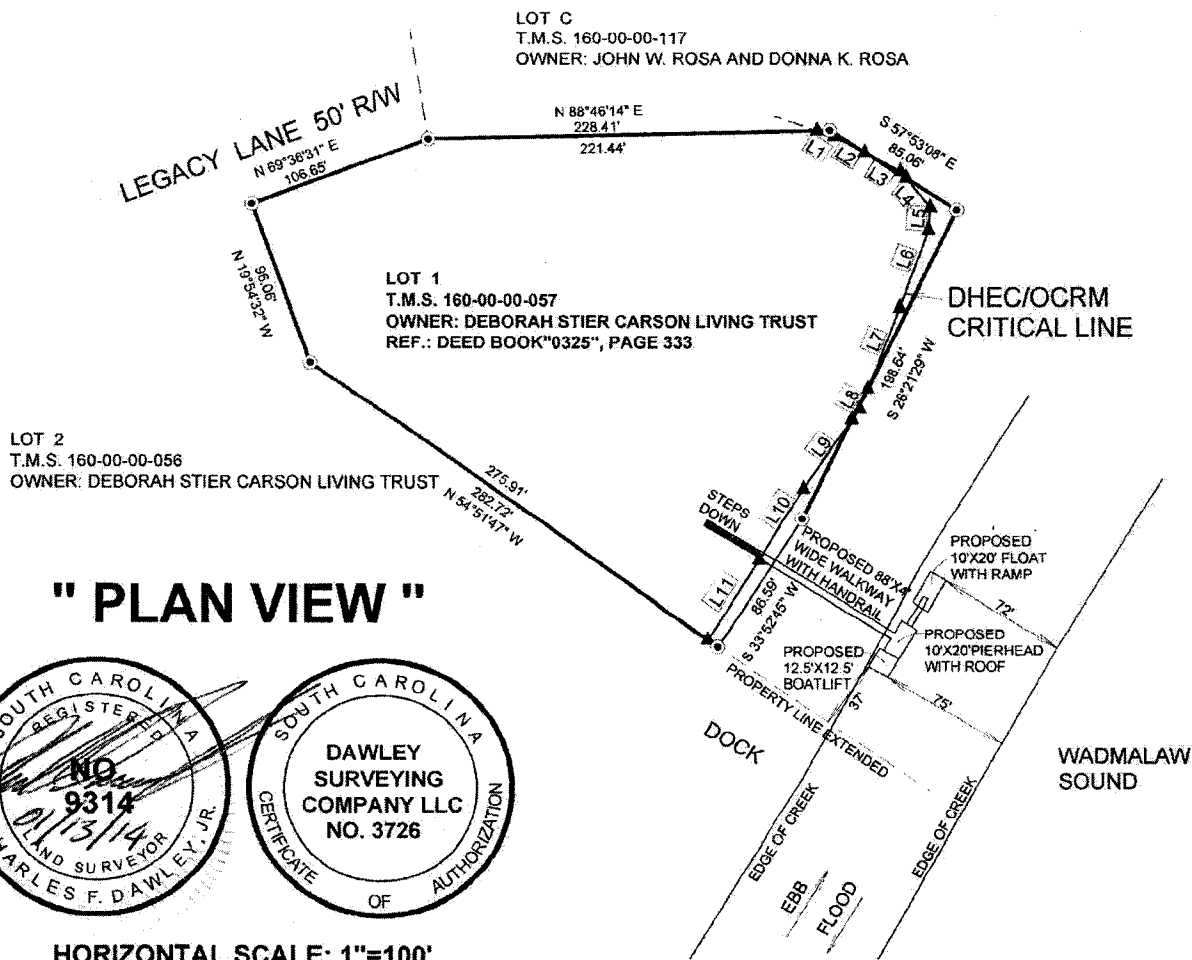 LOT C
T.M.S. 160-00-00-117
OWNER: JOHN W. ROSA AND DONNA K. ROSA
LEGACY LANE 50' R/W
N 69°36'31" E
106.65'
N 88°46'14" E
228.41'
221.44'
S 57°53'08" E
85.06'
L1
L2
L3
L4
L5
L6
L7
L8
L9
L10
L11
96.06'
N 19°54'32" W
LOT 1
T.M.S. 160-00-00-057
OWNER: DEBORAH STIER CARSON LIVING TRUST
REF.: DEED BOOK"0325", PAGE 333
DHEC/OCRM
CRITICAL LINE
198.64'
S 26°21'29" W
LOT 2
T.M.S. 160-00-00-056
OWNER: DEBORAH STIER CARSON LIVING TRUST
275.91'
282.72'
N 54°51'47" W
STEPS
DOWN
PROPOSED 88'X4'
WIDE WALKWAY
WITH HANDRAIL
86.59'
S 33°52'45" W
PROPOSED
10'X20' FLOAT
WITH RAMP
72'
PROPOSED
10'X20'PIERHEAD
WITH ROOF
PROPOSED
12.5'X12.5'
BOATLIFT
75'
37'
PROPERTY LINE EXTENDED
DOCK
WADMALAW
SOUND
EDGE OF CREEK
EDGE OF CREEK
EBB
FLOOD
" PLAN VIEW "
SOUTH CAROLINA
REGISTERED
NO.
9314
01/13/14
LAND SURVEYOR
CHARLES F. DAWLEY, JR.
SOUTH CAROLINA
DAWLEY
SURVEYING
COMPANY LLC
NO. 3726
CERTIFICATE OF AUTHORIZATION
HORIZONTAL SCALE: 1"=100'